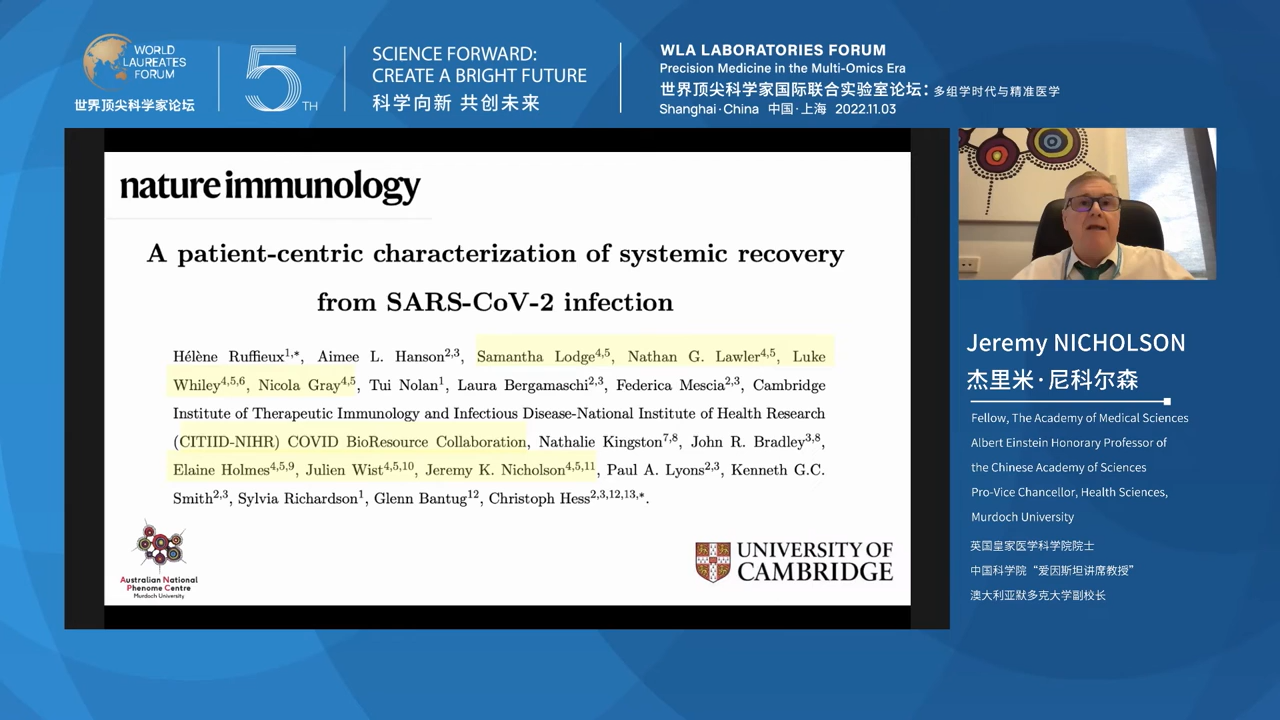 WORLD
LAUREATES
FORUM
世界顶尖科学家论坛
5TH
SCIENCE FORWARD:
CREATE A BRIGHT FUTURE
科学向新 共创未来
WLA LABORATORIES FORUM
Precision Medicine in the Multi-Omics Era
世界顶尖科学家国际联合实验室论坛：多组学时代与精准医学
Shanghai·China 中国·上海 2022.11.03
nature immunology
A patient-centric characterization of systemic recovery
from SARS-CoV-2 infection
Hélène Ruffieux1,*, Aimee L. Hanson2,3, Samantha Lodge4,5, Nathan G. Lawler4,5, Luke
Whiley4,5,6, Nicola Gray4,5, Tui Nolan1, Laura Bergamaschi2,3, Federica Mescia2,3, Cambridge
Institute of Therapeutic Immunology and Infectious Disease-National Institute of Health Research
(CITIID-NIHR) COVID BioResource Collaboration, Nathalie Kingston7,8, John R. Bradley3,8,
Elaine Holmes4,5,9, Julien Wist4,5,10, Jeremy K. Nicholson4,5,11, Paul A. Lyons2,3, Kenneth G.C.
Smith2,3, Sylvia Richardson1, Glenn Bantug12, Christoph Hess2,3,12,13,*.
Australian National
Phenome Centre
Murdoch University
UNIVERSITY OF
CAMBRIDGE
Jeremy NICHOLSON
杰里米·尼科尔森
Fellow, The Academy of Medical Sciences
Albert Einstein Honorary Professor of
the Chinese Academy of Sciences
Pro-Vice Chancellor, Health Sciences,
Murdoch University
英国皇家医学科学院院士
中国科学院“爱因斯坦讲席教授”
澳大利亚默多克大学副校长